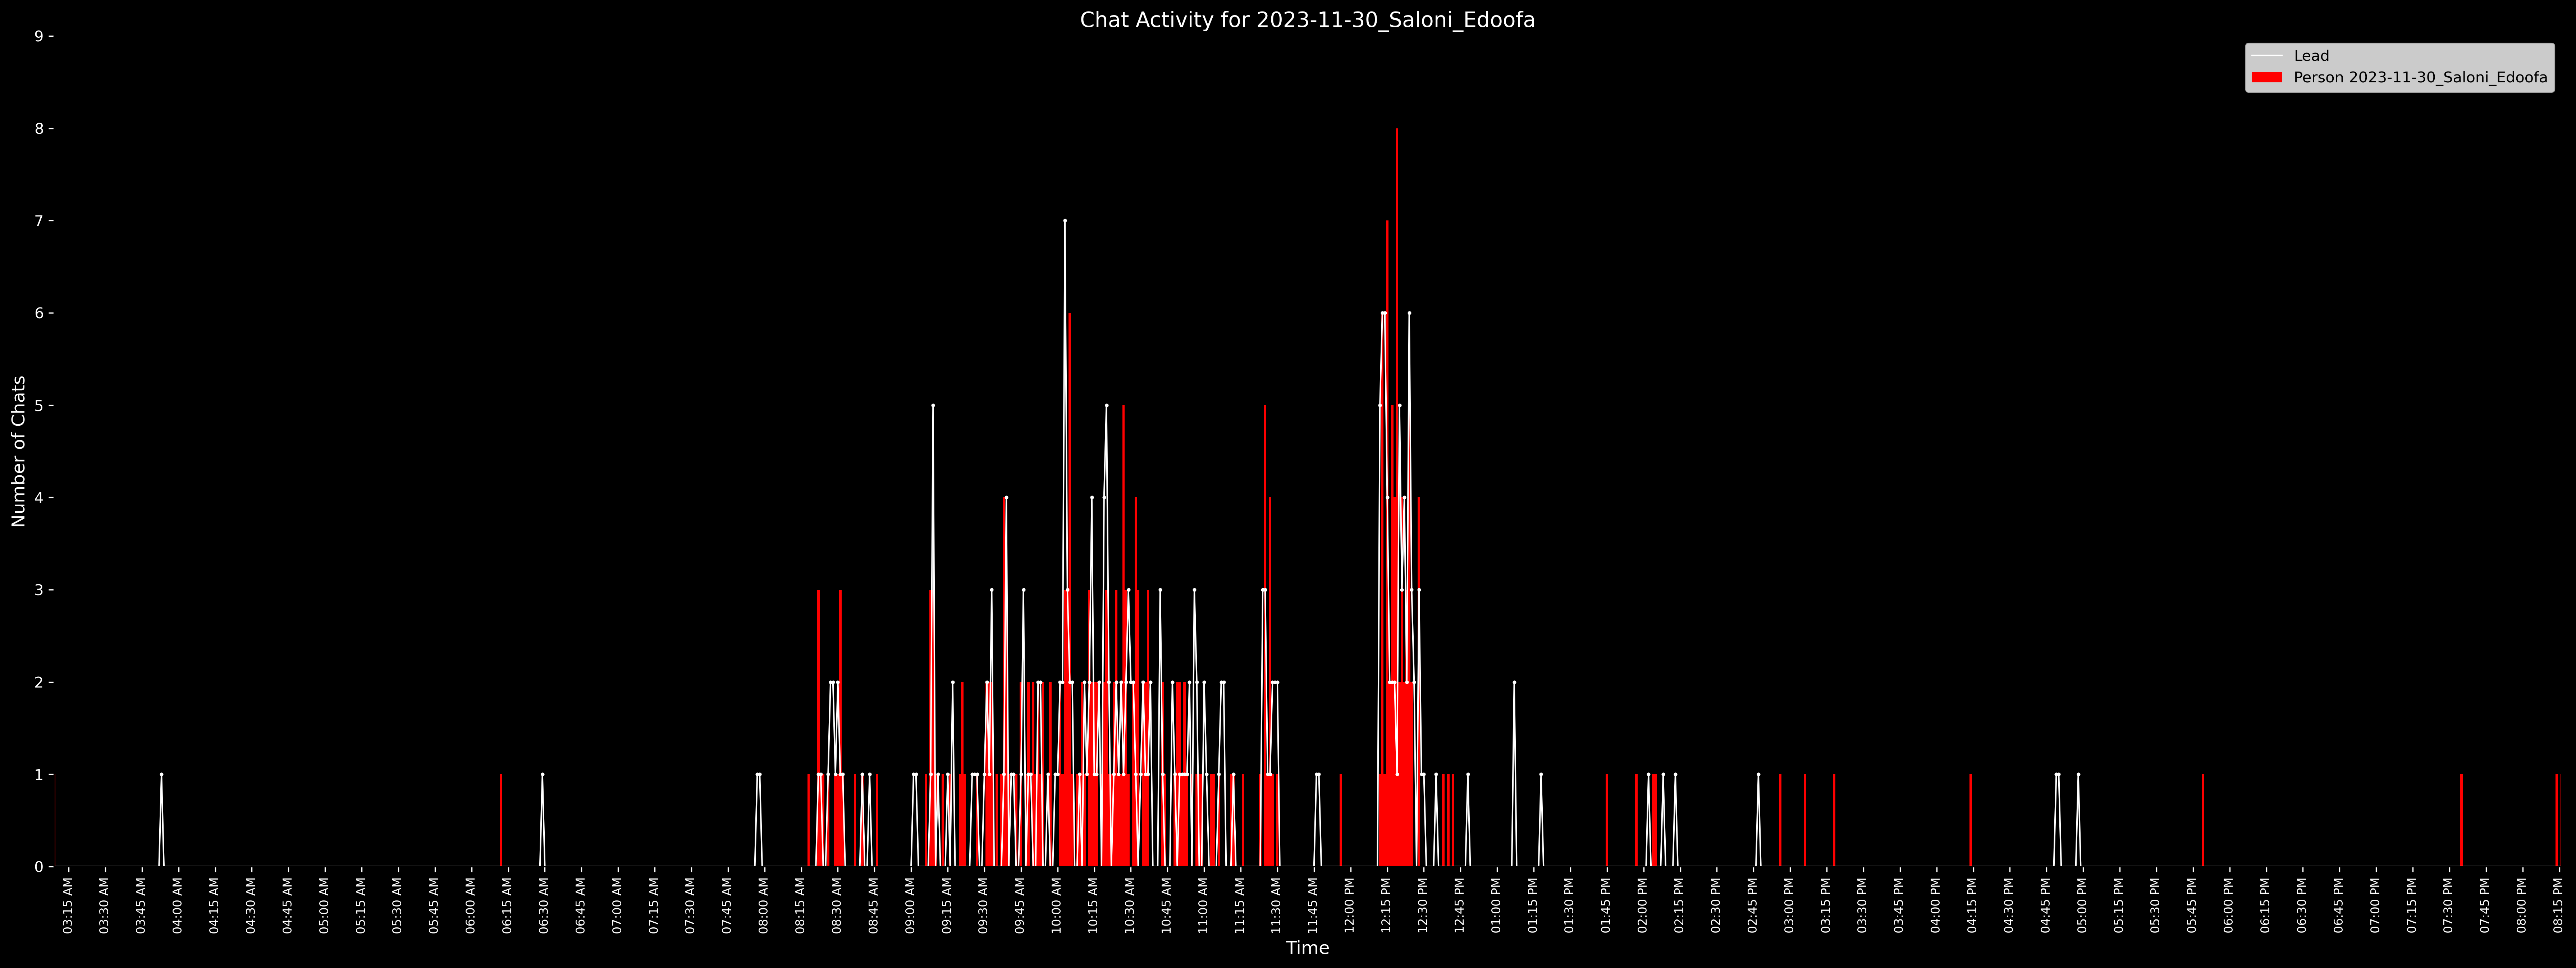 Chat Activity for 2023-11-30_Saloni_Edoofa
Lead
Person 2023-11-30_Saloni_Edoofa
Number of Chats
9
8
7
6
5
4
3
2
1
0
03:15 AM
03:30 AM
03:45 AM
04:00 AM
04:15 AM
04:30 AM
04:45 AM
05:00 AM
05:15 AM
05:30 AM
05:45 AM
06:00 AM
06:15 AM
06:30 AM
06:45 AM
07:00 AM
07:15 AM
07:30 AM
07:45 AM
08:00 AM
08:15 AM
08:30 AM
08:45 AM
09:00 AM
09:15 AM
09:30 AM
09:45 AM
10:00 AM
10:15 AM
10:30 AM
10:45 AM
11:00 AM
11:15 AM
11:30 AM
11:45 AM
12:00 PM
12:15 PM
12:30 PM
12:45 PM
01:00 PM
01:15 PM
01:30 PM
01:45 PM
02:00 PM
02:15 PM
02:30 PM
02:45 PM
03:00 PM
03:15 PM
03:30 PM
03:45 PM
04:00 PM
04:15 PM
04:30 PM
04:45 PM
05:00 PM
05:15 PM
05:30 PM
05:45 PM
06:00 PM
06:15 PM
06:30 PM
06:45 PM
07:00 PM
07:15 PM
07:30 PM
07:45 PM
08:00 PM
08:15 PM
Time